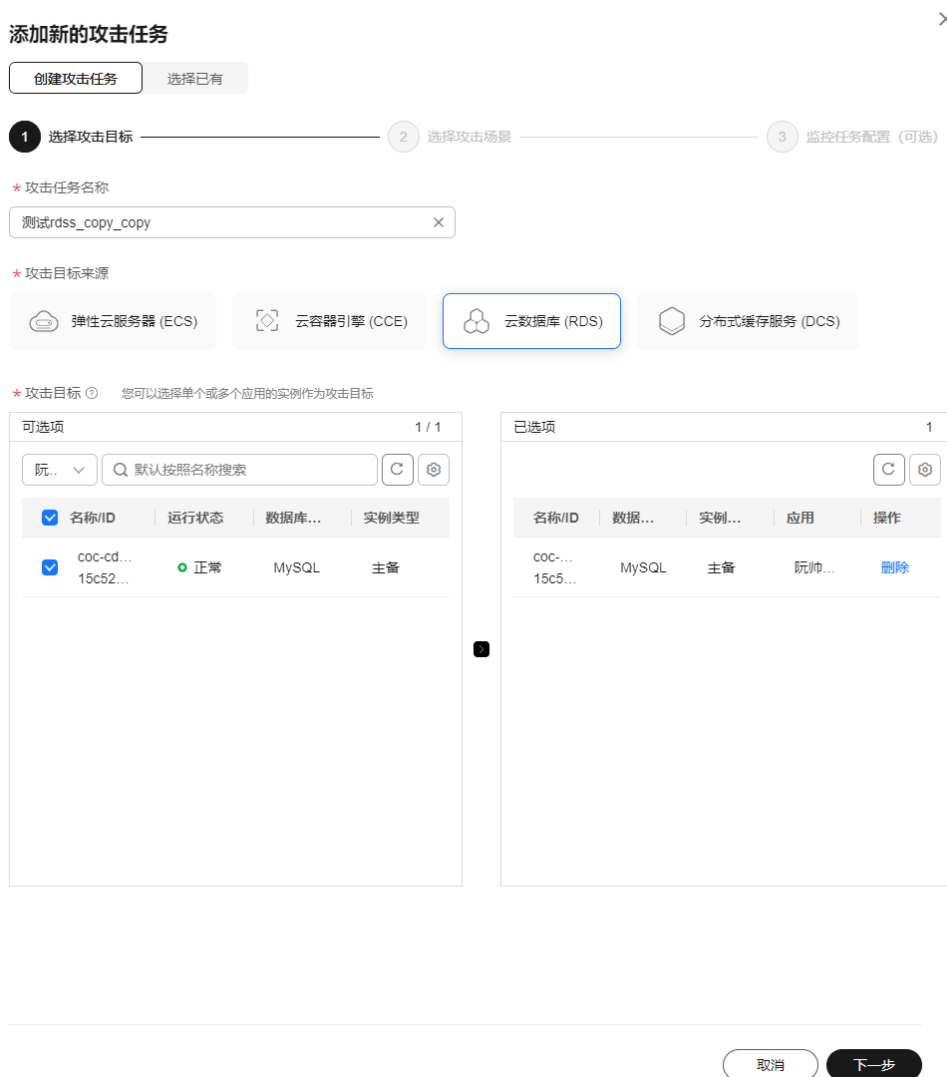 添加新的攻击任务
创建攻击任务 选择已有
1 选择攻击目标 2 选择攻击场景 3 监控任务配置（可选）
* 攻击任务名称
测试rdss_copy_copy
* 攻击目标来源
弹性云服务器 (ECS) 云容器引擎 (CCE) 云数据库 (RDS) 分布式缓存服务 (DCS)
* 攻击目标 ? 您可以选择单个或多个应用的实例作为攻击目标
可选项 1 / 1 已选项 1
阮... 默认按照名称搜索
名称/ID 运行状态 数据库... 实例类型 名称/ID 数据... 实例... 应用 操作
coc-cd... 正常 MySQL 主备 coc-... MySQL 主备 阮帅... 删除
15c52... 15c5...
取消 下一步